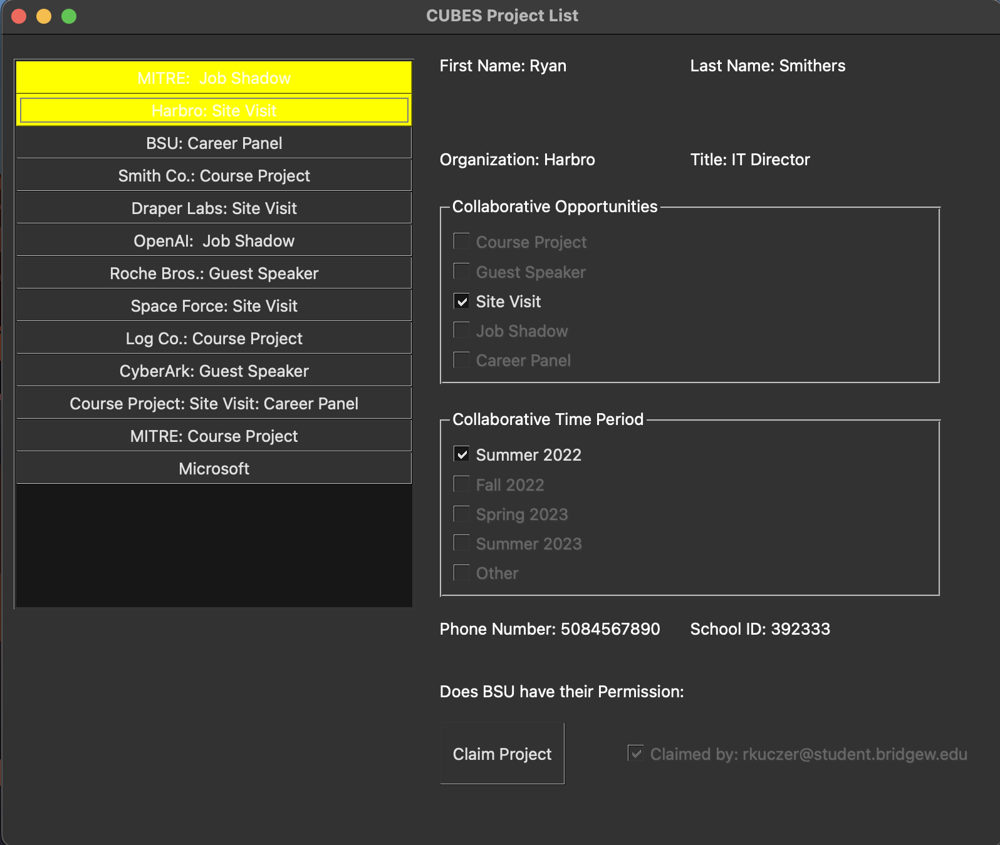 CUBES Project List
MITRE:  Job Shadow
Harbro: Site Visit
BSU: Career Panel
Smith Co.: Course Project
Draper Labs: Site Visit
OpenAI:  Job Shadow
Roche Bros.: Guest Speaker
Space Force: Site Visit
Log Co.: Course Project
CyberArk: Guest Speaker
Course Project: Site Visit: Career Panel
MITRE: Course Project
Microsoft
First Name: Ryan
Last Name: Smithers
Organization: Harbro
Title: IT Director
Collaborative Opportunities
Course Project
Guest Speaker
Site Visit
Job Shadow
Career Panel
Collaborative Time Period
Summer 2022
Fall 2022
Spring 2023
Summer 2023
Other
Phone Number: 5084567890
School ID: 392333
Does BSU have their Permission:
Claim Project
Claimed by: rkuczer@student.bridgew.edu